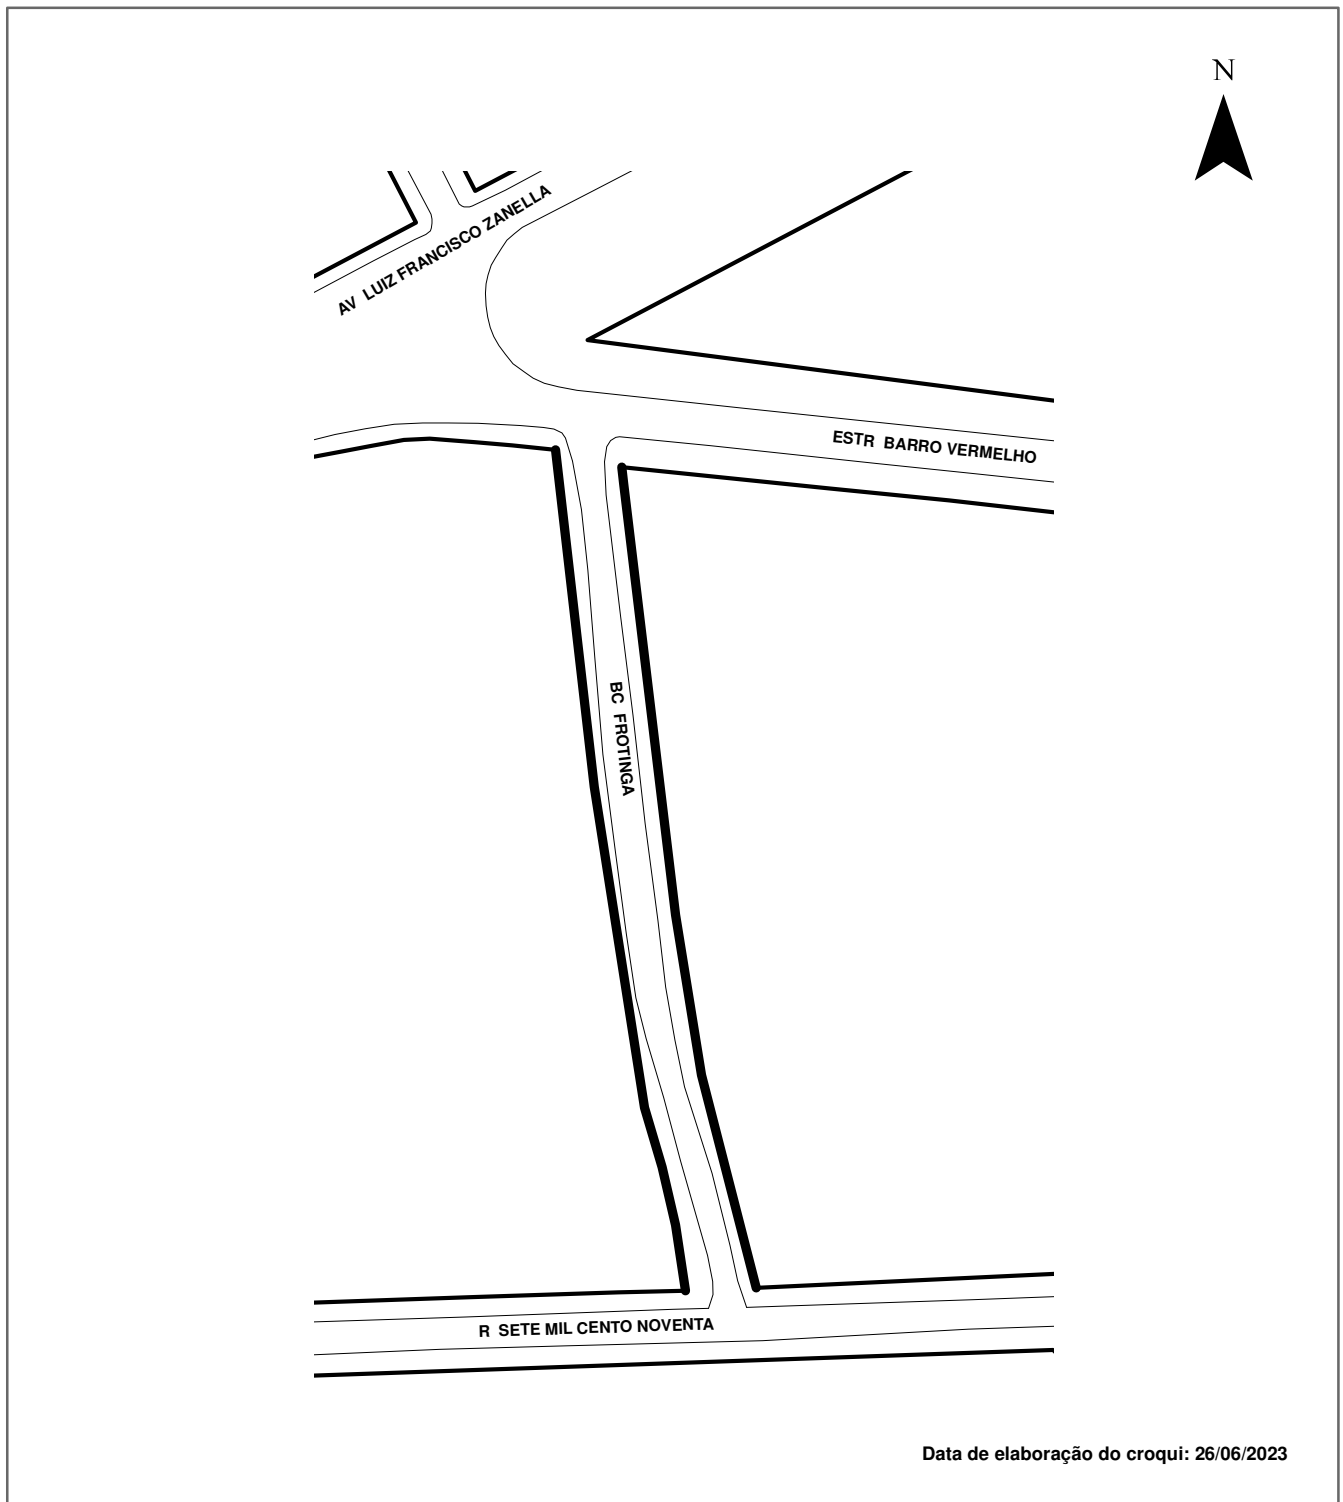 N
AV LUIZ FRANCISCO ZANELLA
ESTR BARRO VERMELHO
BC FROTINGA
R SETE MIL CENTO NOVENTA
Data de elaboração do croqui: 26/06/2023